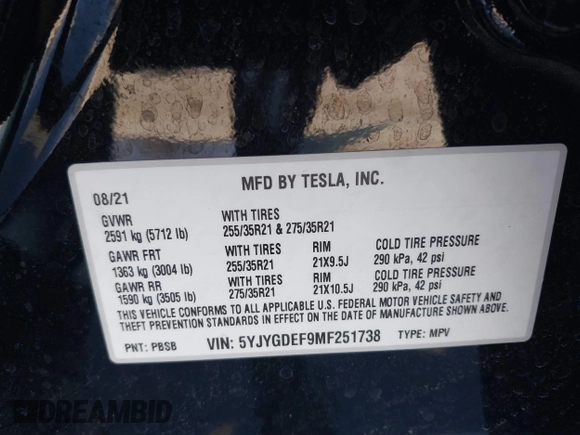 MFD BY TESLA, INC.
08/21
GVWR WITH TIRES
2591 kg (5712 lb) 255/35R21 & 275/35R21
GAWR FRT WITH TIRES RIM COLD TIRE PRESSURE
1363 kg (3004 lb) 255/35R21 21X9.5J 290 kPa, 42 psi
GAWR RR WITH TIRES RIM COLD TIRE PRESSURE
1590 kg (3505 lb) 275/35R21 21X10.5J 290 kPa, 42 psi
THIS VEHICLE CONFORMS TO ALL APPLICABLE U.S. FEDERAL MOTOR VEHICLE SAFETY AND
THEFT PREVENTION STANDARDS IN EFFECT ON THE DATE OF MANUFACTURE SHOWN ABOVE.
PNT: PBSB VIN: 5YJYGDEF9MF251738 TYPE: MPV
DREAMBID